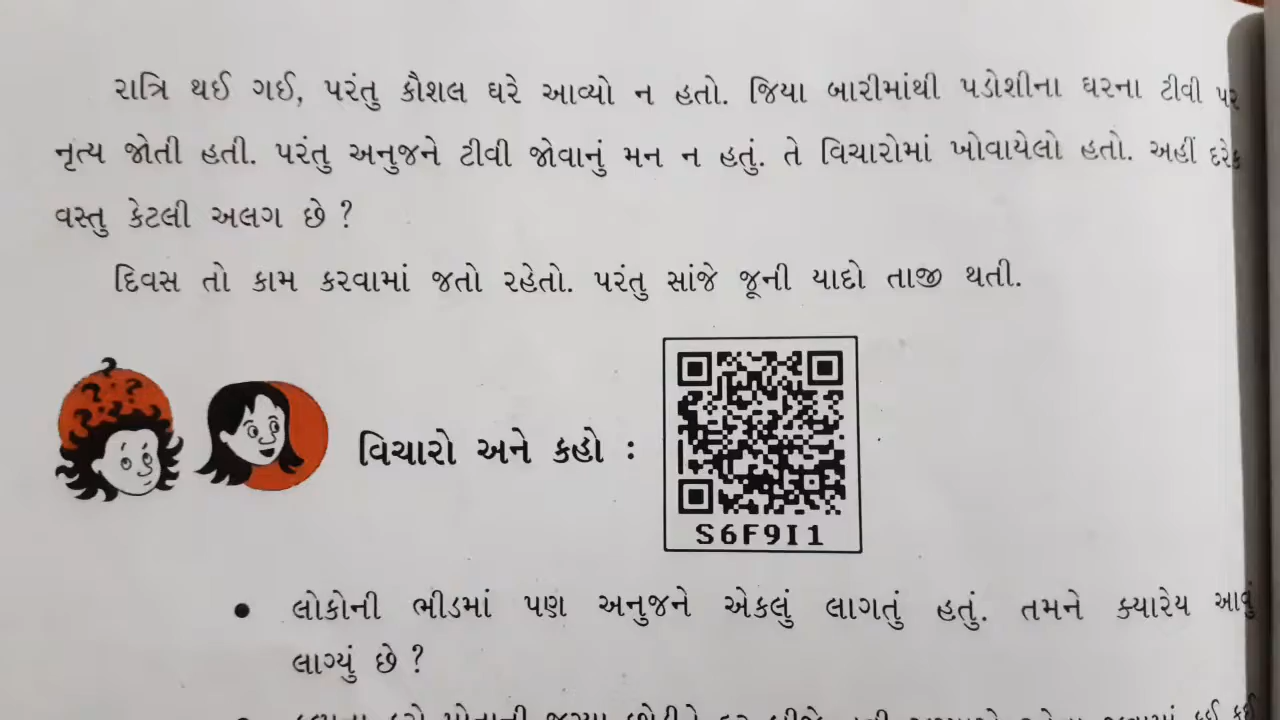 રાત્રિ થઈ ગઈ, પરંતુ કૌશલ ઘરે આવ્યો ન હતો. જિયા બારીમાંથી પડોશીના ઘરના ટીવી પર
નૃત્ય જોતી હતી. પરંતુ અનુજને ટીવી જોવાનું મન ન હતું. તે વિચારોમાં ખોવાયેલો હતો. અહીં દરેક
વસ્તુ કેટલી અલગ છે ?
દિવસ તો કામ કરવામાં જતો રહેતો. પરંતુ સાંજે જૂની યાદો તાજી થતી.
વિચારો અને કહો :
S6F9I1
• લોકોની ભીડમાં પણ અનુજને એકલું લાગતું હતું. તમને ક્યારેય આવું
લાગ્યું છે ?